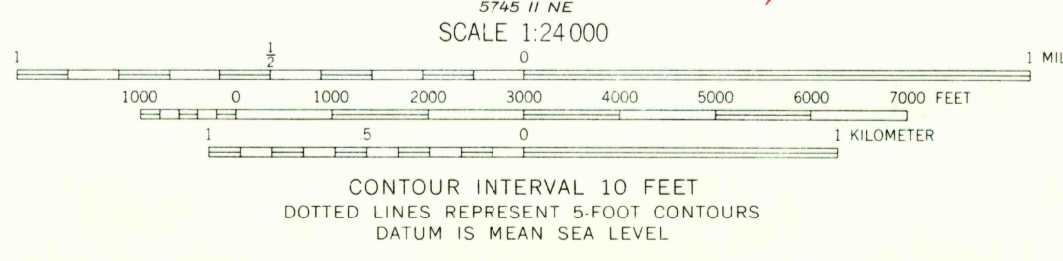 5745 II NE
SCALE 1:24 000
1 ½ 0 1 MIL
1000 0 1000 2000 3000 4000 5000 6000 7000 FEET
1 .5 0 1 KILOMETER
CONTOUR INTERVAL 10 FEET
DOTTED LINES REPRESENT 5-FOOT CONTOURS
DATUM IS MEAN SEA LEVEL